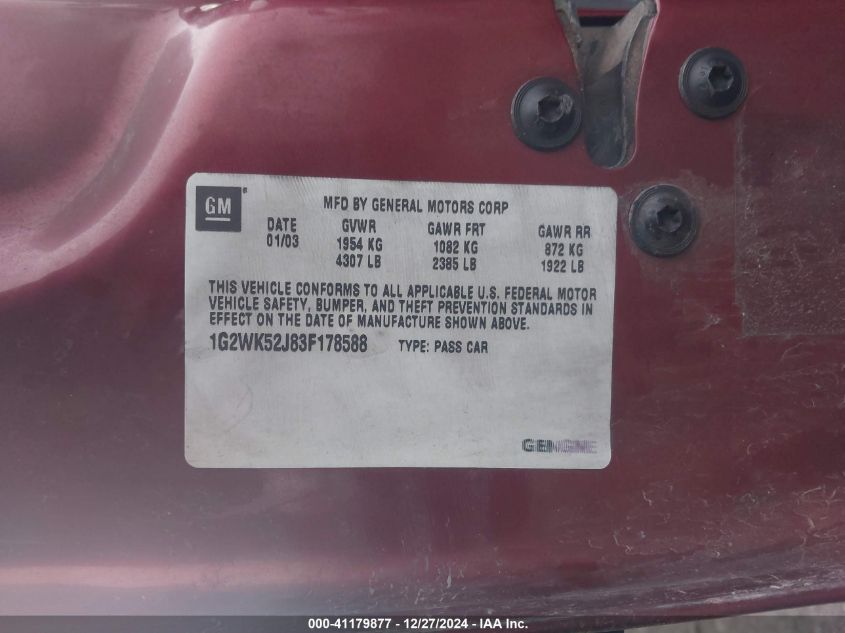 GM
MFD BY GENERAL MOTORS CORP
DATE GVWR GAWR FRT GAWR RR
01/03 1954 KG 1082 KG 872 KG
4307 LB 2385 LB 1922 LB
THIS VEHICLE CONFORMS TO ALL APPLICABLE U.S. FEDERAL MOTOR
VEHICLE SAFETY, BUMPER, AND THEFT PREVENTION STANDARDS IN
EFFECT ON THE DATE OF MANUFACTURE SHOWN ABOVE.
1G2WK52J83F178588 TYPE: PASS CAR
000-41179877 - 12/27/2024 - IAA Inc.